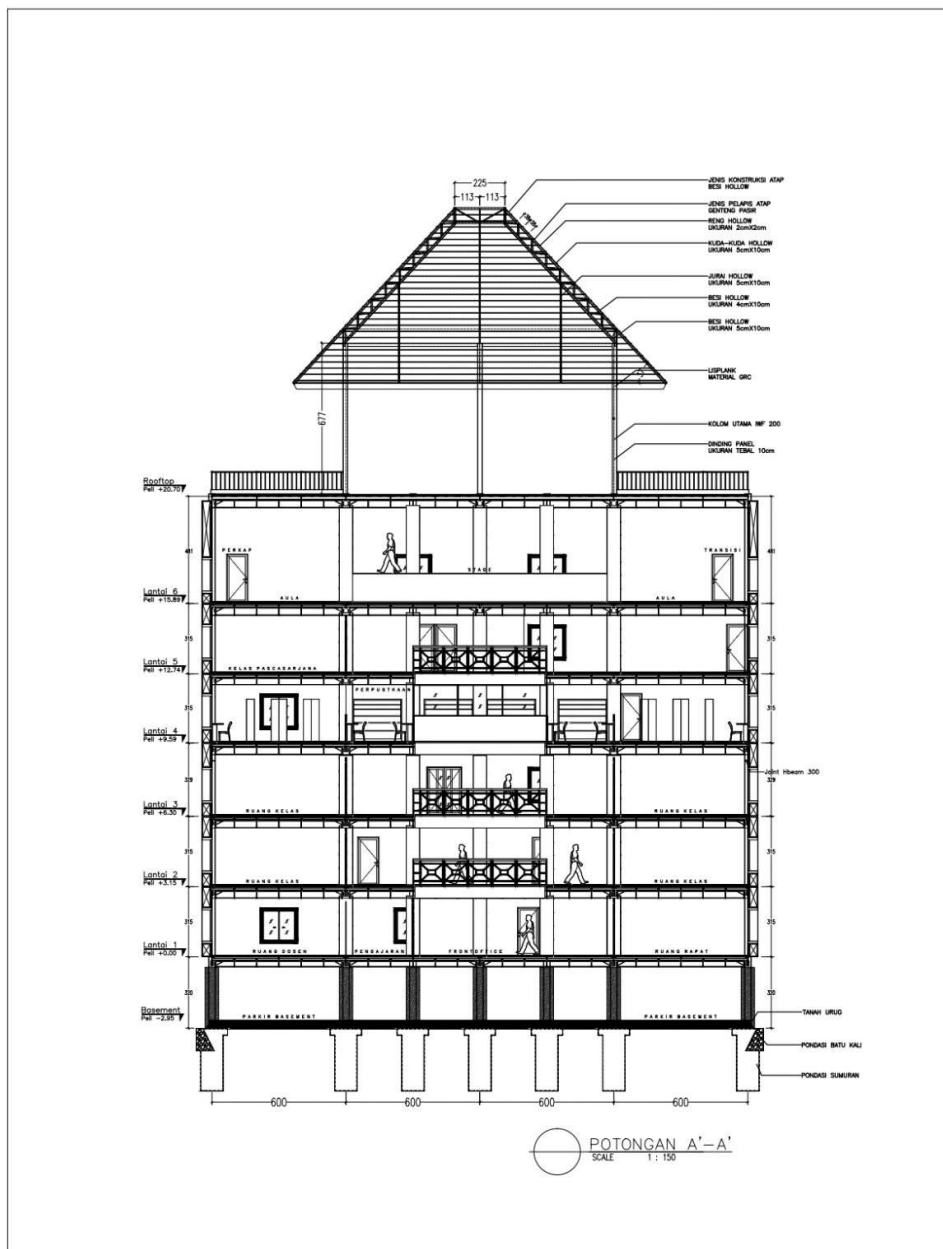 225
113 113
JENIS KONSTRUKSI ATAP
BESI HOLLOW
JENIS PELAPIS ATAP
GENTENG PASIR
RENG HOLLOW
UKURAN 2cmX2cm
KUDA-KUDA HOLLOW
UKURAN 5cmX10cm
JURAI HOLLOW
UKURAN 5cmX10cm
BESI HOLLOW
UKURAN 4cmX10cm
BESI HOLLOW
UKURAN 5cmX10cm
LISPLANK
MATERIAL GRC
677
KOLOM UTAMA IWF 200
DINDING PANEL
UKURAN TEBAL 10cm
Rooftop
Peil +20.70
481 PERKAP STAGE TRANSISI 481
Lantai 6
Peil +15.89
AULA AULA
315 315
Lantai 5
Peil +12.74
KELAS PASCASARJANA
315 PERPUSTKAAN 315
Lantai 4
Peil +9.59
Joint Hbeam 300
329 329
Lantai 3
Peil +6.30
RUANG KELAS RUANG KELAS
315 315
Lantai 2
Peil +3.15
RUANG KELAS RUANG KELAS
315 315
Lantai 1
Peil +0.00
RUANG DOSEN PENGAJARAN FRONTOFFICE RUANG RAPAT
320 320
Basement
Peil -2.95
PARKIR BASEMENT PARKIR BASEMENT
TANAH URUG
PONDASI BATU KALI
PONDASI SUMURAN
600 600 600 600
POTONGAN A'-A'
SCALE 1 : 150